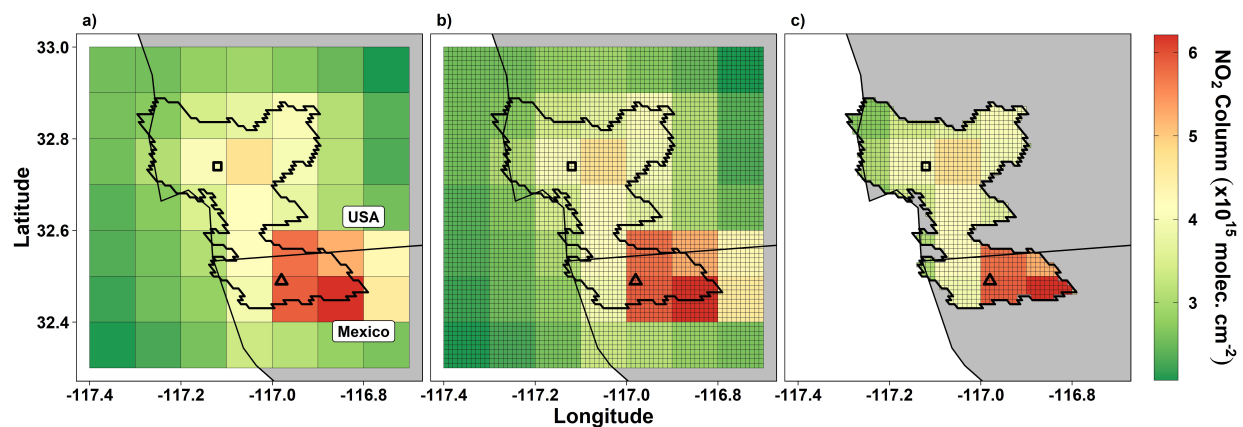 a)
b)
c)
33.0
32.8
32.6
32.4
Latitude
USA
Mexico
-117.4
-117.2
-117.0
-116.8
-117.4
-117.2
-117.0
-116.8
-117.4
-117.2
-117.0
-116.8
Longitude
6
5
4
3
NO₂ Column (x10¹⁵ molec. cm⁻²)